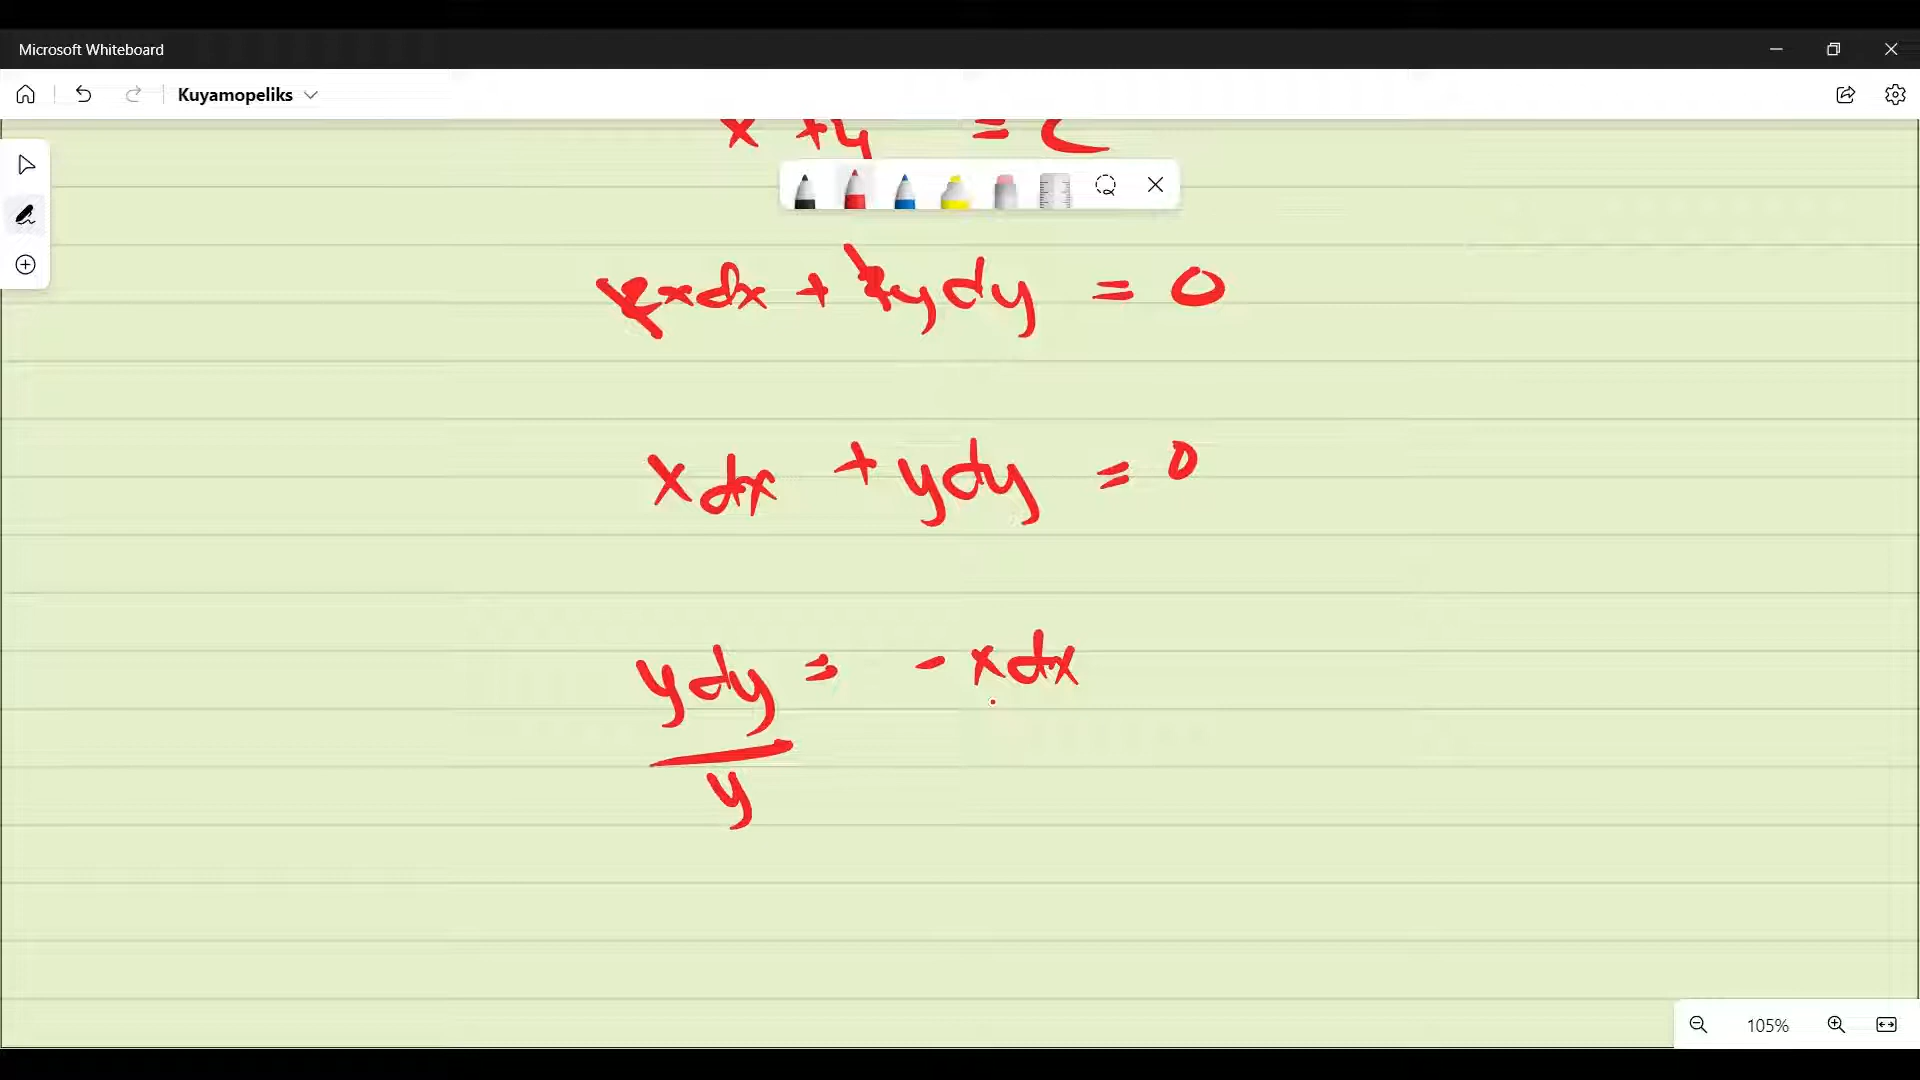 Microsoft Whiteboard
Kuyamopeliks
x + y = C
2xdx + 2ydy = 0
xdx + ydy = 0
ydy = - xdx
y
105%